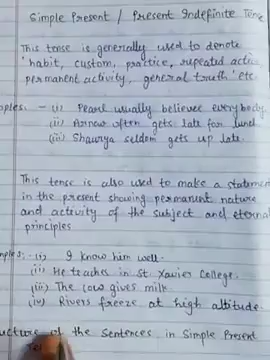 Simple Present / Present Indefinite Tense
This tense is generally used to denote
'habit, custom, practice, repeated
permanent activity, general truth' etc.
(i) Pearl usually believes everybody.
(ii) Arnav often gets late for
(iii) Shaurya seldom gets up late.
This tense is also used to make a statement
in the present showing permanent nature
and activity of the subject and eternal
principles
(i) I know him well.
(ii) He teaches in St. Xavier College.
(iii) The cow gives milk.
(iv) Rivers freeze at high altitude.
of the Sentences in Simple Present